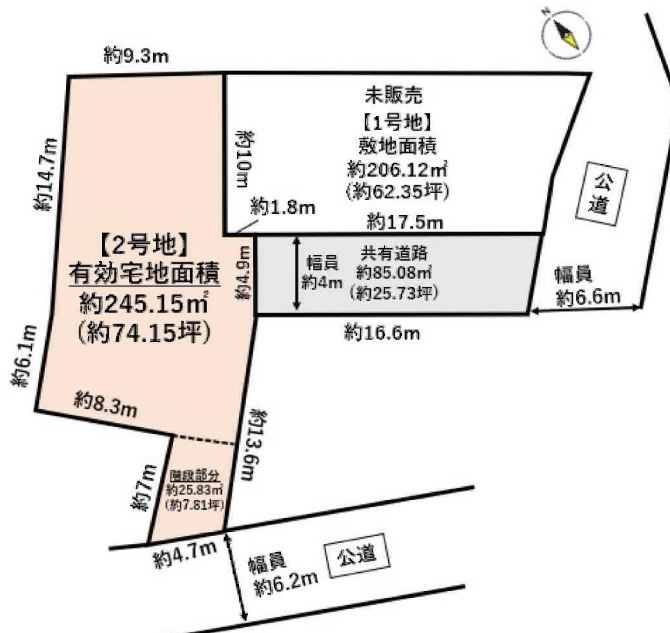 N
約9.3m
約14.7m
約10m
未販売
【1号地】
敷地面積
約206.12㎡
(約62.35坪)
公道
約1.8m
約17.5m
【2号地】
有効宅地面積
約245.15㎡
(約74.15坪)
約4.9m
幅員
約4m
共有道路
約85.08㎡
(約25.73坪)
幅員
約6.6m
約16.6m
約6.1m
約8.3m
約13.6m
階段部分
約25.83㎡
(約7.81坪)
約7m
約4.7m
幅員
約6.2m
公道